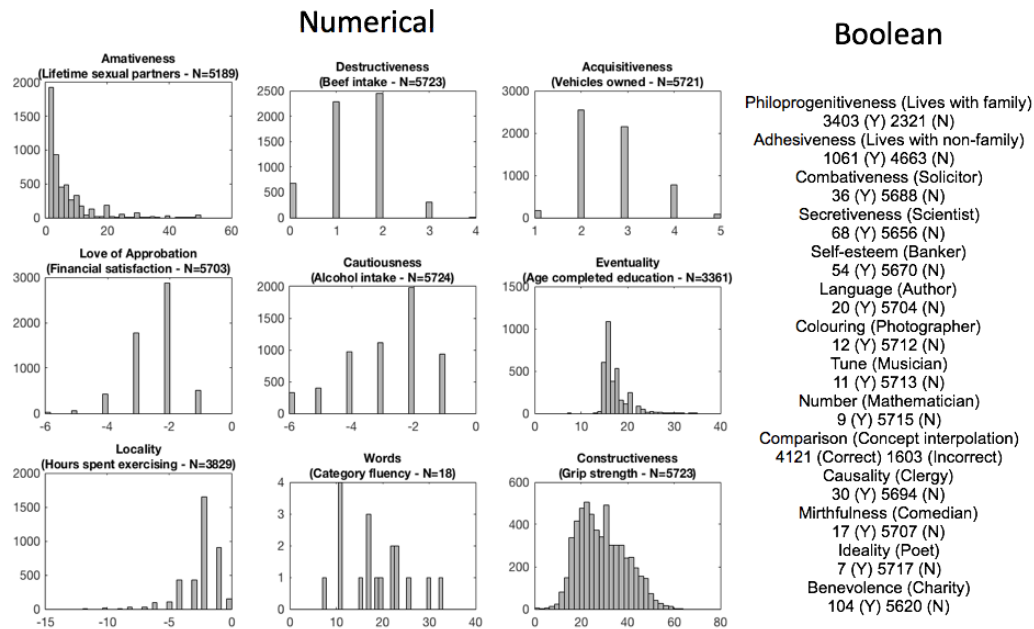 Numerical
Boolean
Amativeness
(Lifetime sexual partners - N=5189)
2000
1500
1000
500
0
0 20 40 60
Destructiveness
(Beef intake - N=5723)
2500
2000
1500
1000
500
0
0 1 2 3 4
Acquisitiveness
(Vehicles owned - N=5721)
3000
2000
1000
0
1 2 3 4 5
Love of Approbation
(Financial satisfaction - N=5703)
3000
2000
1000
0
-6 -4 -2 0
Cautiousness
(Alcohol intake - N=5724)
2000
1500
1000
500
0
-6 -4 -2 0
Eventuality
(Age completed education - N=3361)
1500
1000
500
0
0 10 20 30 40
Locality
(Hours spent exercising - N=3829)
2000
1500
1000
500
0
-15 -10 -5 0
Words
(Category fluency - N=18)
4
3
2
1
0
0 10 20 30 40
Constructiveness
(Grip strength - N=5723)
600
400
200
0
0 20 40 60 80
Philoprogenitiveness (Lives with family)
3403 (Y) 2321 (N)
Adhesiveness (Lives with non-family)
1061 (Y) 4663 (N)
Combativeness (Solicitor)
36 (Y) 5688 (N)
Secretiveness (Scientist)
68 (Y) 5656 (N)
Self-esteem (Banker)
54 (Y) 5670 (N)
Language (Author)
20 (Y) 5704 (N)
Colouring (Photographer)
12 (Y) 5712 (N)
Tune (Musician)
11 (Y) 5713 (N)
Number (Mathematician)
9 (Y) 5715 (N)
Comparison (Concept interpolation)
4121 (Correct) 1603 (Incorrect)
Causality (Clergy)
30 (Y) 5694 (N)
Mirthfulness (Comedian)
17 (Y) 5707 (N)
Ideality (Poet)
7 (Y) 5717 (N)
Benevolence (Charity)
104 (Y) 5620 (N)